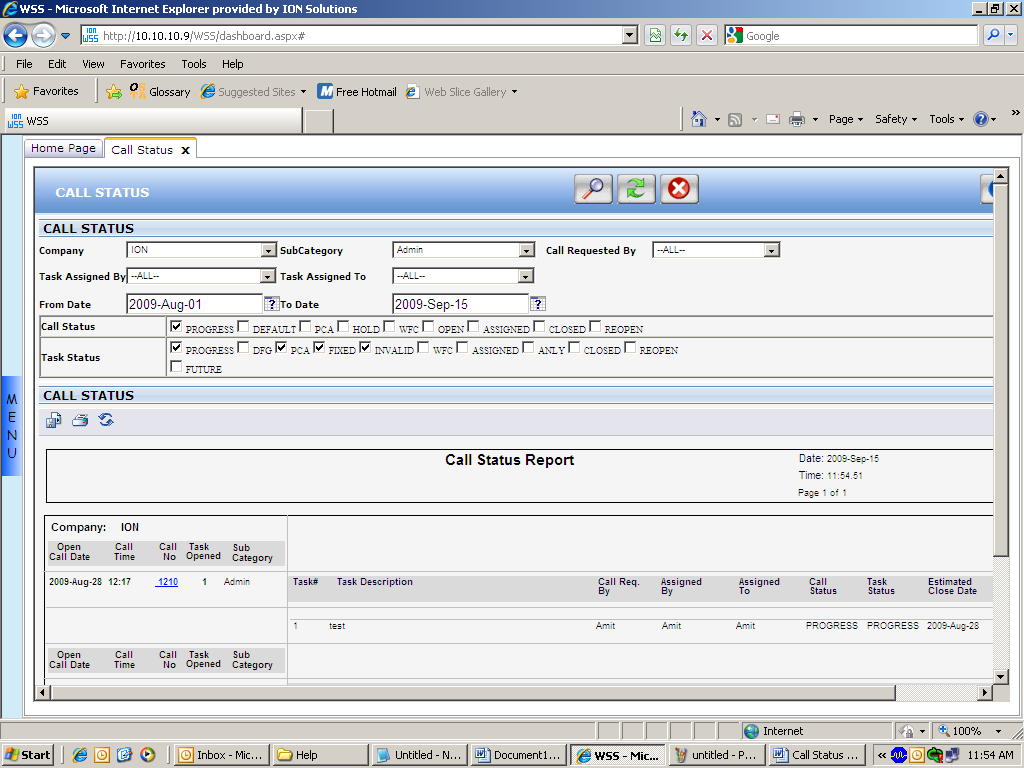 WSS - Microsoft Internet Explorer provided by ION Solutions
ION WSS http://10.10.10.9/WSS/dashboard.aspx# Google
File Edit View Favorites Tools Help
Favorites Glossary Suggested Sites Free Hotmail Web Slice Gallery
ION WSS WSS Page Safety Tools »
Home Page Call Status x
CALL STATUS
CALL STATUS
Company ION SubCategory Admin Call Requested By --ALL--
Task Assigned By --ALL-- Task Assigned To --ALL--
From Date 2009-Aug-01 ? To Date 2009-Sep-15 ?
Call Status PROGRESS DEFAULT PCA HOLD WFC OPEN ASSIGNED CLOSED REOPEN
Task Status PROGRESS DFG PCA FIXED INVALID WFC ASSIGNED ANLY CLOSED REOPEN
FUTURE
MENU
CALL STATUS
Call Status Report
Date: 2009-Sep-15
Time: 11:54.51
Page 1 of 1
Company: ION
Open Call Task Sub
Call Date Time No Opened Category
2009-Aug-28 12:17 1210 1 Admin
Task# Task Description Call Req. Assigned Assigned Call Task Estimated
By By To Status Status Close Date
1 test Amit Amit Amit PROGRESS PROGRESS 2009-Aug-28
Open Call Call Task Sub
Call Date Time No Opened Category
Internet 100%
Start Inbox - Mic... Help Untitled - N... Document1... WSS - Mic... untitled - P... Call Status ... « 11:54 AM